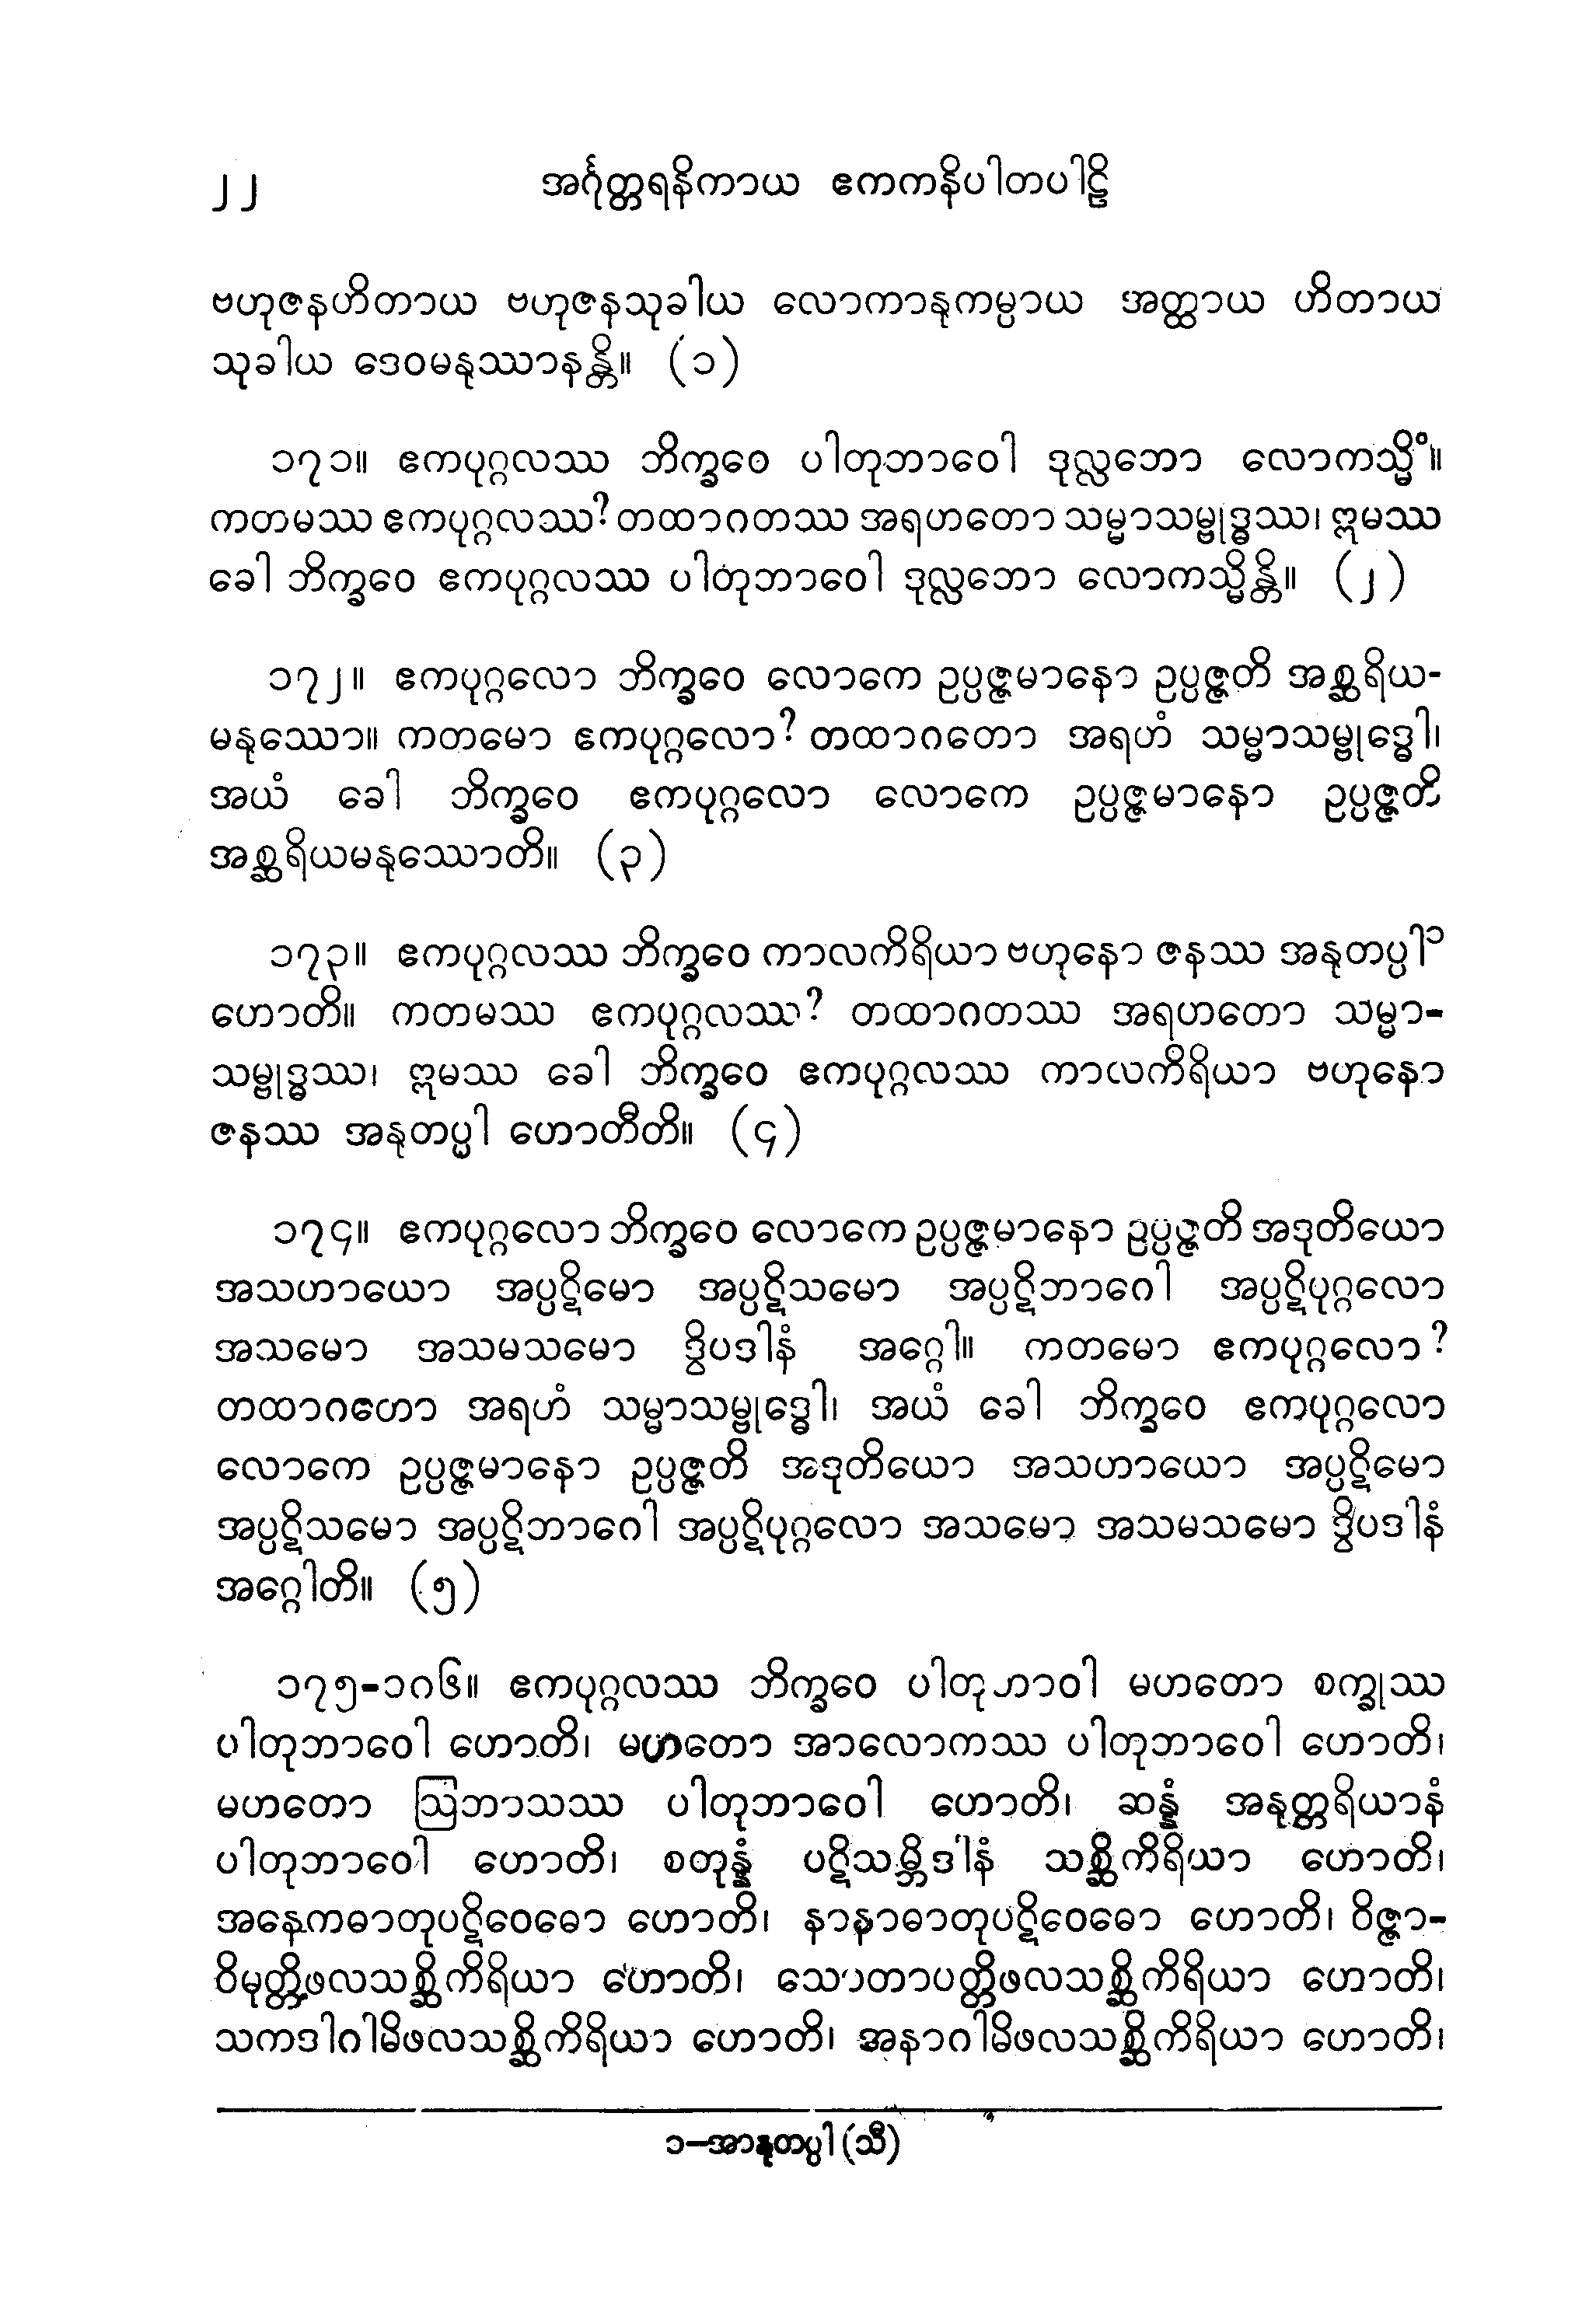 ၂၂ အင်္ဂုတ္တရနိကာယ ဧကကနိပါတပါဠိ
ဗဟုဇနဟိတာယ ဗဟုဇနသုခါယ လောကာနုကမ္ပာယ အတ္ထာယ ဟိတာယ
သုခါယ ဒေဝမနုဿာနန္တိ။ (၁)
၁၇၁။ ဧကပုဂ္ဂလဿ ဘိက္ခဝေ ပါတုဘာဝေါ ဒုလ္လဘော လောကသ္မိံ။
ကတမဿ ဧကပုဂ္ဂလဿ? တထာဂတဿ အရဟတော သမ္မာသမ္ဗုဒ္ဓဿ၊ ဣမဿ
ခေါ ဘိက္ခဝေ ဧကပုဂ္ဂလဿ ပါတုဘာဝေါ ဒုလ္လဘော လောကသ္မိန္တိ။ (၂)
၁၇၂။ ဧကပုဂ္ဂလော ဘိက္ခဝေ လောကေ ဥပ္ပဇ္ဇမာနော ဥပ္ပဇ္ဇတိ အစ္ဆရိယ-
မနုဿော။ ကတမော ဧကပုဂ္ဂလော? တထာဂတော အရဟံ သမ္မာသမ္ဗုဒ္ဓေါ၊
အယံ ခေါ ဘိက္ခဝေ ဧကပုဂ္ဂလော လောကေ ဥပ္ပဇ္ဇမာနော ဥပ္ပဇ္ဇတိ
အစ္ဆရိယမနုဿောတိ။ (၃)
၁၇၃။ ဧကပုဂ္ဂလဿ ဘိက္ခဝေ ကာလကိရိယာ ဗဟုနော ဇနဿ အနုတပ္ပါ၁
ဟောတိ။ ကတမဿ ဧကပုဂ္ဂလဿ? တထာဂတဿ အရဟတော သမ္မာ-
သမ္ဗုဒ္ဓဿ၊ ဣမဿ ခေါ ဘိက္ခဝေ ဧကပုဂ္ဂလဿ ကာလကိရိယာ ဗဟုနော
ဇနဿ အနုတပ္ပါ ဟောတီတိ။ (၄)
၁၇၄။ ဧကပုဂ္ဂလော ဘိက္ခဝေ လောကေ ဥပ္ပဇ္ဇမာနော ဥပ္ပဇ္ဇတိ အဒုတိယော
အသဟာယော အပ္ပဋိမော အပ္ပဋိသမော အပ္ပဋိဘာဂေါ အပ္ပဋိပုဂ္ဂလော
အသမော အသမသမော ဒွိပဒါနံ အဂ္ဂေါ။ ကတမော ဧကပုဂ္ဂလော?
တထာဂတော အရဟံ သမ္မာသမ္ဗုဒ္ဓေါ၊ အယံ ခေါ ဘိက္ခဝေ ဧကပုဂ္ဂလော
လောကေ ဥပ္ပဇ္ဇမာနော ဥပ္ပဇ္ဇတိ အဒုတိယော အသဟာယော အပ္ပဋိမော
အပ္ပဋိသမော အပ္ပဋိဘာဂေါ အပ္ပဋိပုဂ္ဂလော အသမော အသမသမော ဒွိပဒါနံ
အဂ္ဂေါတိ။ (၅)
၁၇၅-၁၈၆။ ဧကပုဂ္ဂလဿ ဘိက္ခဝေ ပါတုဘာဝါ မဟတော စက္ခုဿ
ပါတုဘာဝေါ ဟောတိ၊ မဟတော အာလောကဿ ပါတုဘာဝေါ ဟောတိ၊
မဟတော ဩဘာသဿ ပါတုဘာဝေါ ဟောတိ၊ ဆန္နံ အနုတ္တရိယာနံ
ပါတုဘာဝေါ ဟောတိ၊ စတုန္နံ ပဋိသမ္ဘိဒါနံ သစ္ဆိကိရိယာ ဟောတိ၊
အနေကဓာတုပဋိဝေဓော ဟောတိ၊ နာနာဓာတုပဋိဝေဓော ဟောတိ၊ ဝိဇ္ဇာ-
ဝိမုတ္တိဖလသစ္ဆိကိရိယာ ဟောတိ၊ သောတာပတ္တိဖလသစ္ဆိကိရိယာ ဟောတိ၊
သကဒါဂါမိဖလသစ္ဆိကိရိယာ ဟောတိ၊ အနာဂါမိဖလသစ္ဆိကိရိယာ ဟောတိ၊
၁–အာနုတပ္ပါ (သီ)